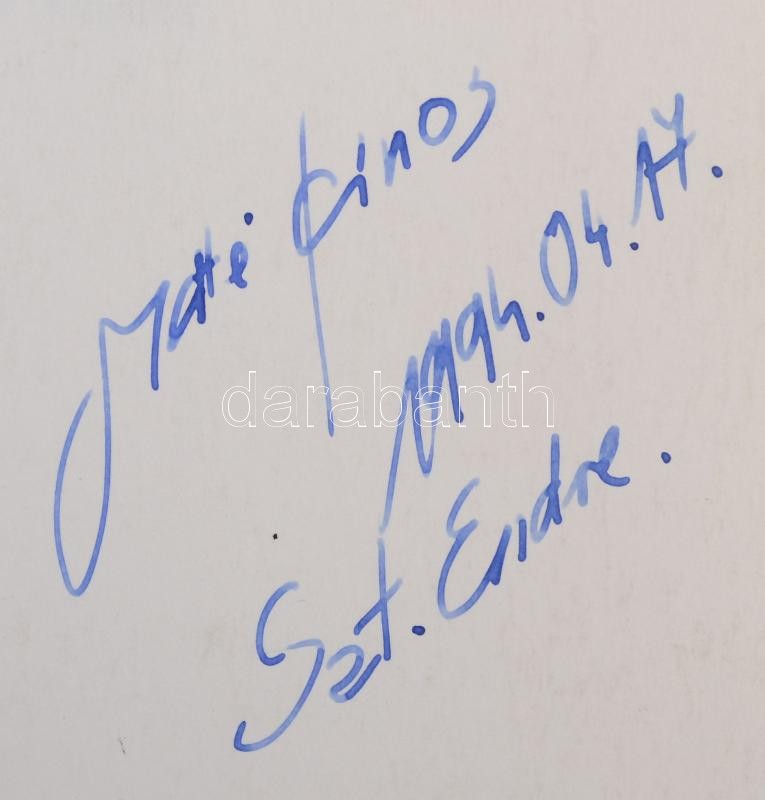 Máté János
1994.04.17.
Szt. Endre.
darabanth